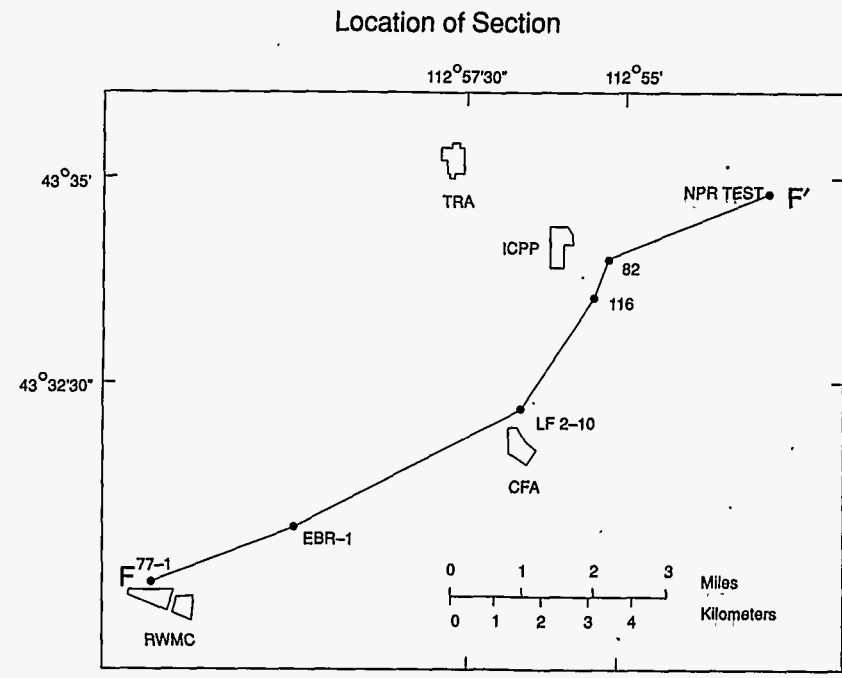 Location of Section
112°57'30" 112°55'
43°35'
TRA
NPR TEST F'
ICPP
82
116
43°32'30"
LF 2-10
CFA
EBR-1
F 77-1
RWMC
0 1 2 3 Miles
0 1 2 3 4 Kilometers